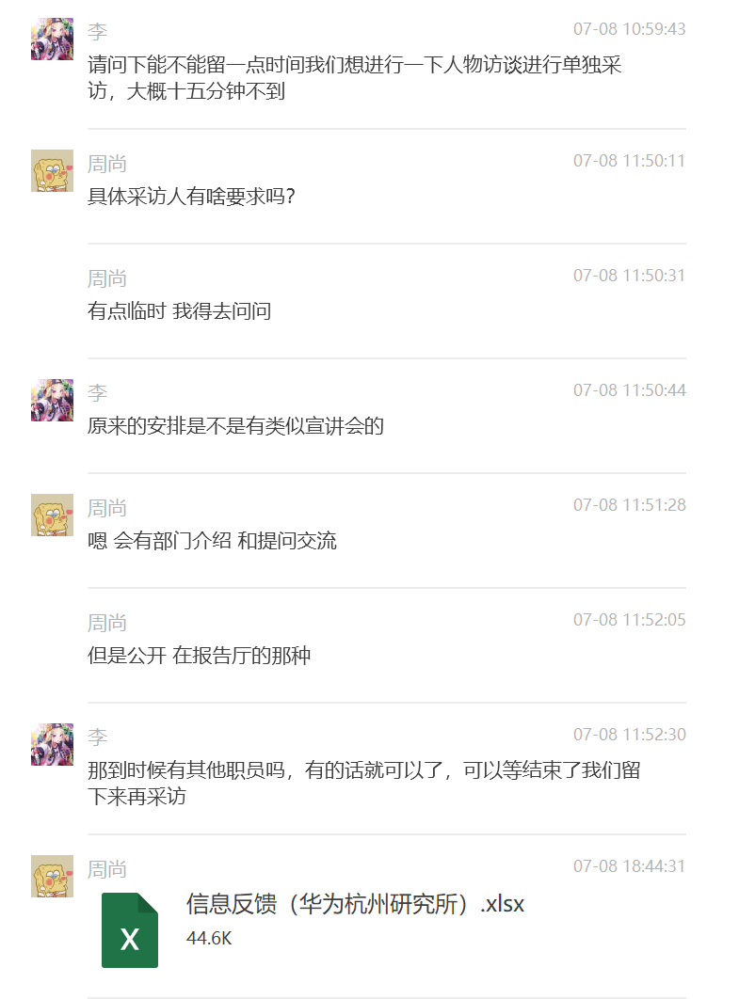 李
07-08 10:59:43
请问下能不能留一点时间我们想进行一下人物访谈进行单独采
访，大概十五分钟不到
周尚
07-08 11:50:11
具体采访人有啥要求吗?
周尚
07-08 11:50:31
有点临时 我得去问问
李
07-08 11:50:44
原来的安排是不是有类似宣讲会的
周尚
07-08 11:51:28
嗯 会有部门介绍 和提问交流
周尚
07-08 11:52:05
但是公开 在报告厅的那种
李
07-08 11:52:30
那到时候有其他职员吗，有的话就可以了，可以等结束了我们留
下来再采访
周尚
07-08 18:44:31
信息反馈（华为杭州研究所）.xlsx
X
44.6K